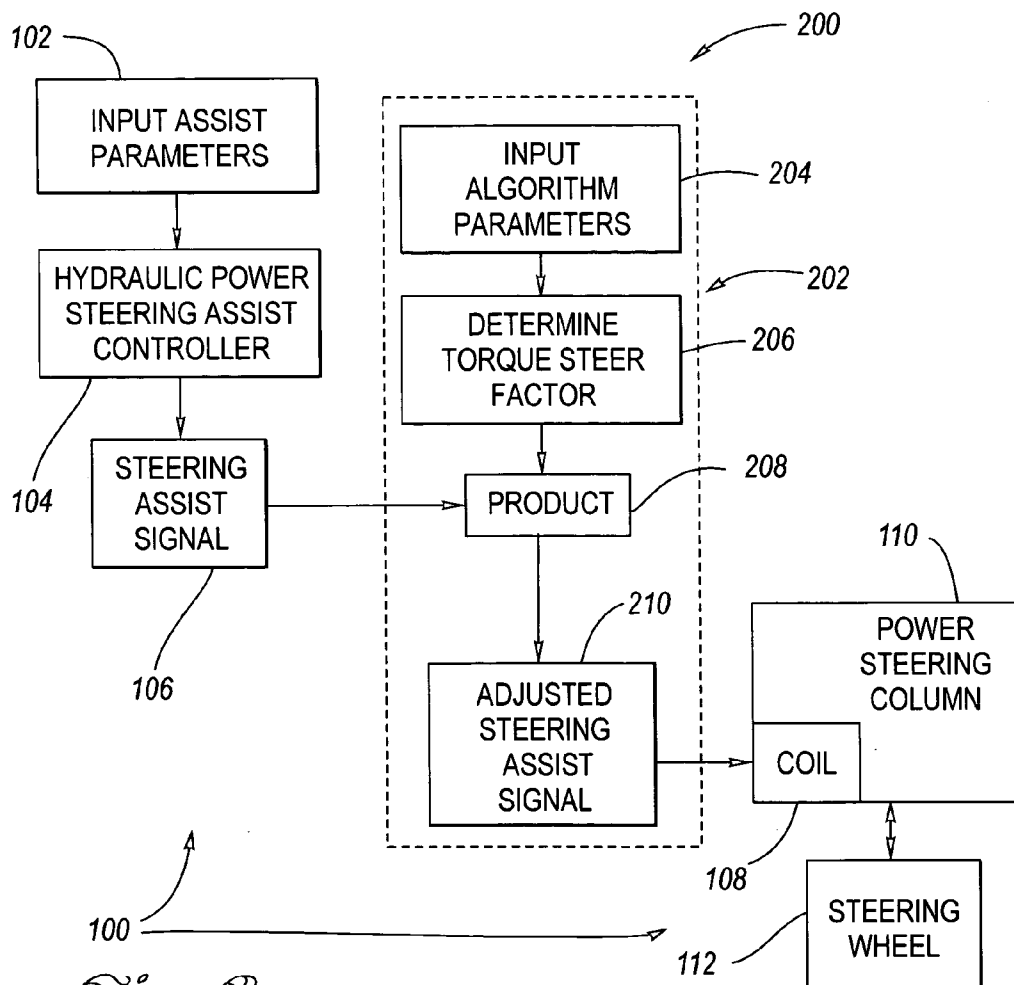 102
INPUT ASSIST
PARAMETERS
HYDRAULIC POWER
STEERING ASSIST
CONTROLLER
104
STEERING
ASSIST
SIGNAL
106
200
INPUT
ALGORITHM
PARAMETERS
204
202
DETERMINE
TORQUE STEER
FACTOR
206
PRODUCT
208
210
ADJUSTED
STEERING
ASSIST
SIGNAL
110
POWER
STEERING
COLUMN
COIL
108
STEERING
WHEEL
112
100